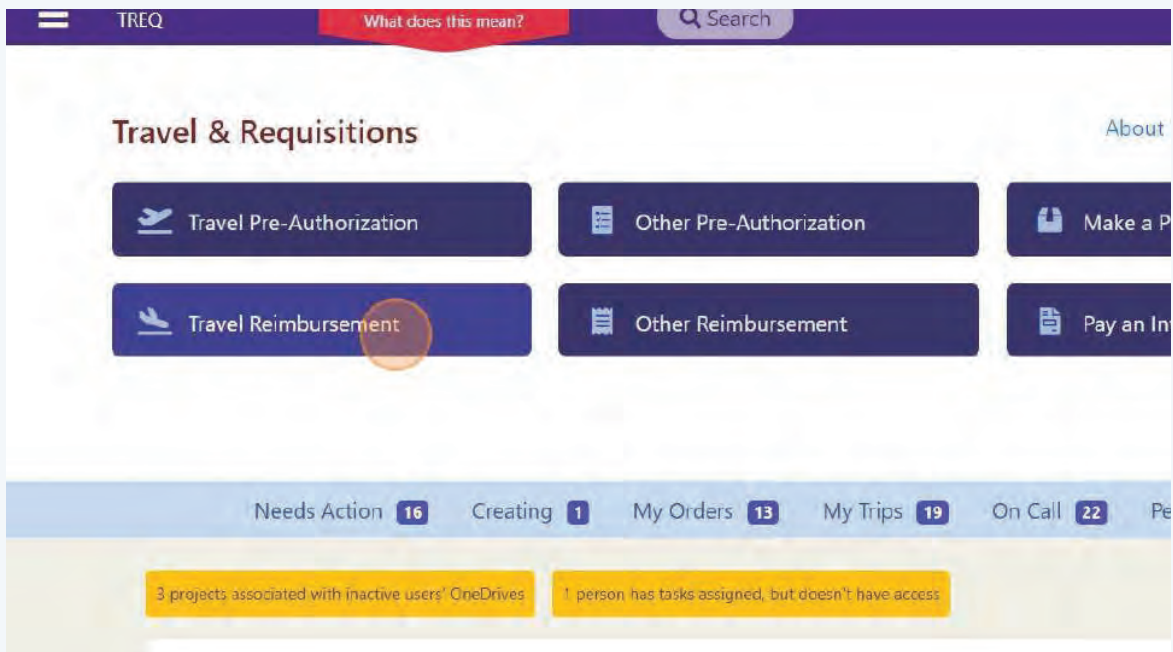 TREQ What does this mean? Search
Travel & Requisitions About
Travel Pre-Authorization Other Pre-Authorization Make a P
Travel Reimbursement Other Reimbursement Pay an In
Needs Action 16 Creating 1 My Orders 13 My Trips 19 On Call 22 Pe
3 projects associated with inactive users' OneDrives 1 person has tasks assigned, but doesn't have access